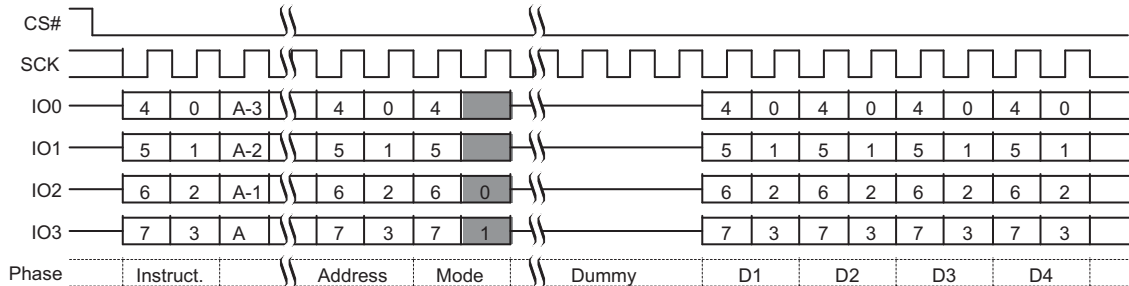 CS#
SCK
IO0 4 0 A-3 4 0 4 4 0 4 0 4 0 4 0
IO1 5 1 A-2 5 1 5 5 1 5 1 5 1 5 1
IO2 6 2 A-1 6 2 6 0 6 2 6 2 6 2 6 2
IO3 7 3 A 7 3 7 1 7 3 7 3 7 3 7 3
Phase Instruct. Address Mode Dummy D1 D2 D3 D4